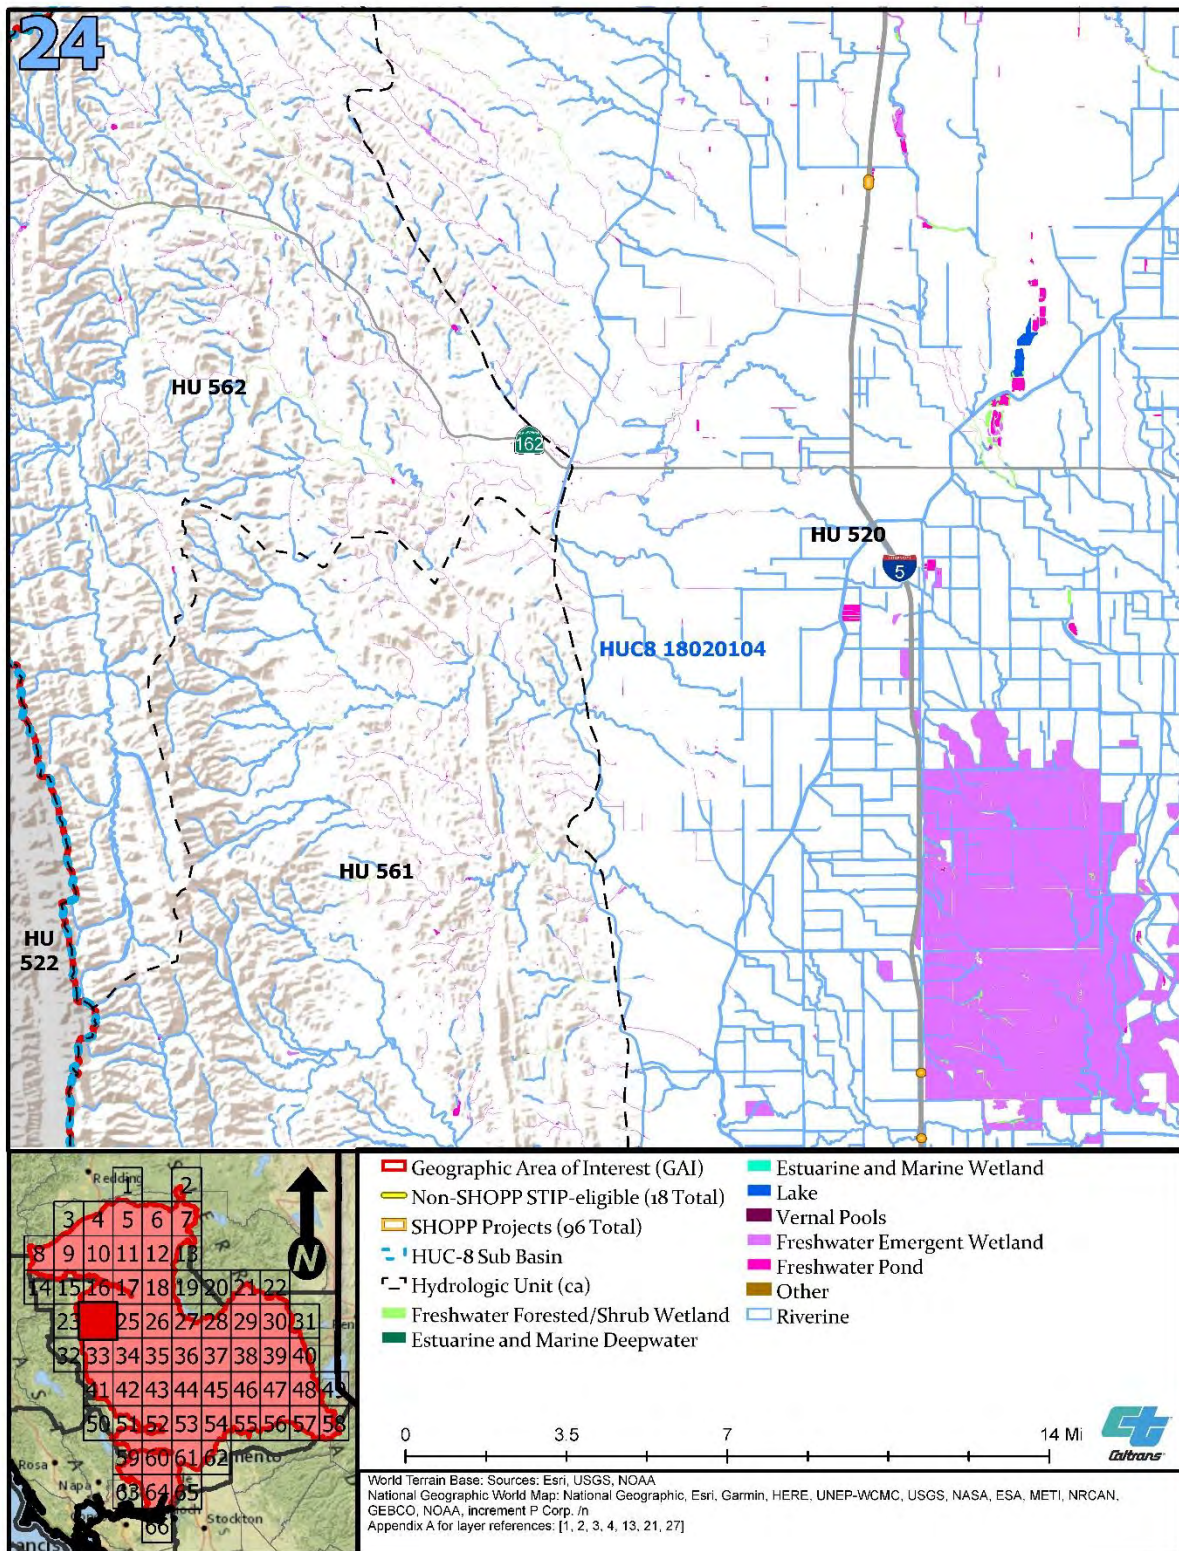 24
HU 562
162
HU 520
5
HUC8 18020104
HU 561
HU
522
Redding
1 2
3 4 5 6 7
8 9 10 11 12 13
14 15 16 17 18 19 20 21 22
23 25 26 27 28 29 30 31
32 33 34 35 36 37 38 39 40
41 42 43 44 45 46 47 48 49
50 51 52 53 54 55 56 57 58
59 60 61 62 mento
Rosa
Napa 63 64 65
66 Stockton
ancis
N
Geographic Area of Interest (GAI)
Non-SHOPP STIP-eligible (18 Total)
SHOPP Projects (96 Total)
HUC-8 Sub Basin
Hydrologic Unit (ca)
Freshwater Forested/Shrub Wetland
Estuarine and Marine Deepwater
Estuarine and Marine Wetland
Lake
Vernal Pools
Freshwater Emergent Wetland
Freshwater Pond
Other
Riverine
0 3.5 7 14 Mi
ct
Caltrans
World Terrain Base: Sources: Esri, USGS, NOAA
National Geographic World Map: National Geographic, Esri, Garmin, HERE, UNEP-WCMC, USGS, NASA, ESA, METI, NRCAN,
GEBCO, NOAA, increment P Corp. /n
Appendix A for layer references: [1, 2, 3, 4, 13, 21, 27]